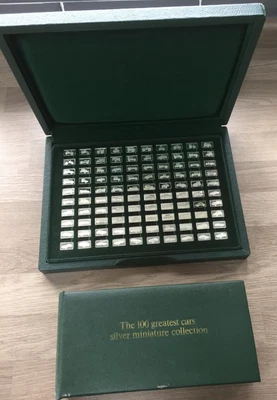 The 100 greatest cars
silver miniature collection